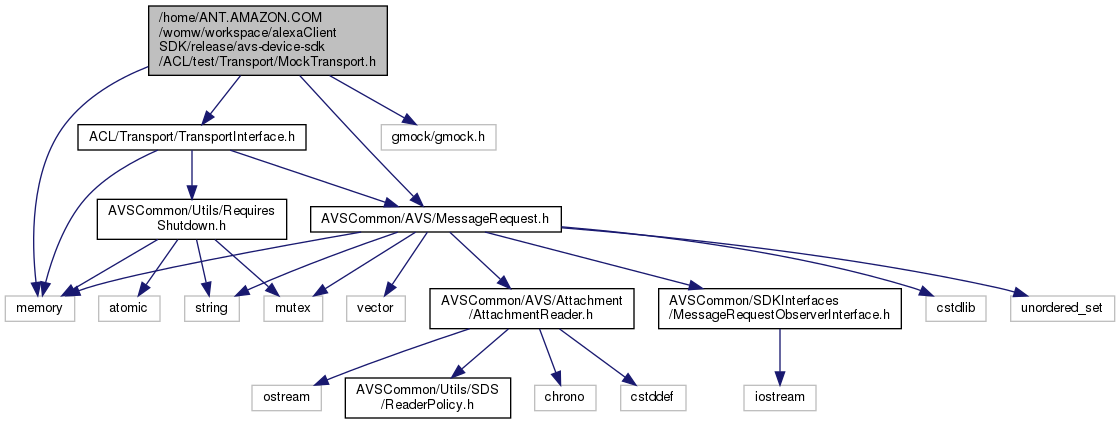 /home/ANT.AMAZON.COM
/womw/workspace/alexaClient
SDK/release/avs-device-sdk
/ACL/test/Transport/MockTransport.h
ACL/Transport/TransportInterface.h
gmock/gmock.h
AVSCommon/Utils/Requires
Shutdown.h
AVSCommon/AVS/MessageRequest.h
memory
atomic
string
mutex
vector
AVSCommon/AVS/Attachment
/AttachmentReader.h
AVSCommon/SDKInterfaces
/MessageRequestObserverInterface.h
cstdlib
unordered_set
ostream
AVSCommon/Utils/SDS
/ReaderPolicy.h
chrono
cstddef
iostream